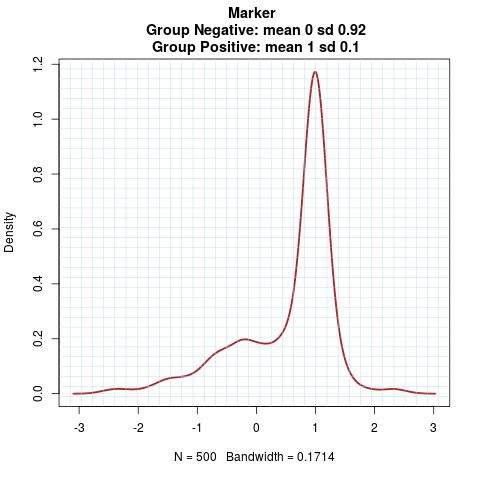 Marker
Group Negative: mean 0 sd 0.92
Group Positive: mean 1 sd 0.1
1.2
1.0
0.8
0.6
0.4
0.2
0.0
Density
-3 -2 -1 0 1 2 3
N = 500 Bandwidth = 0.1714